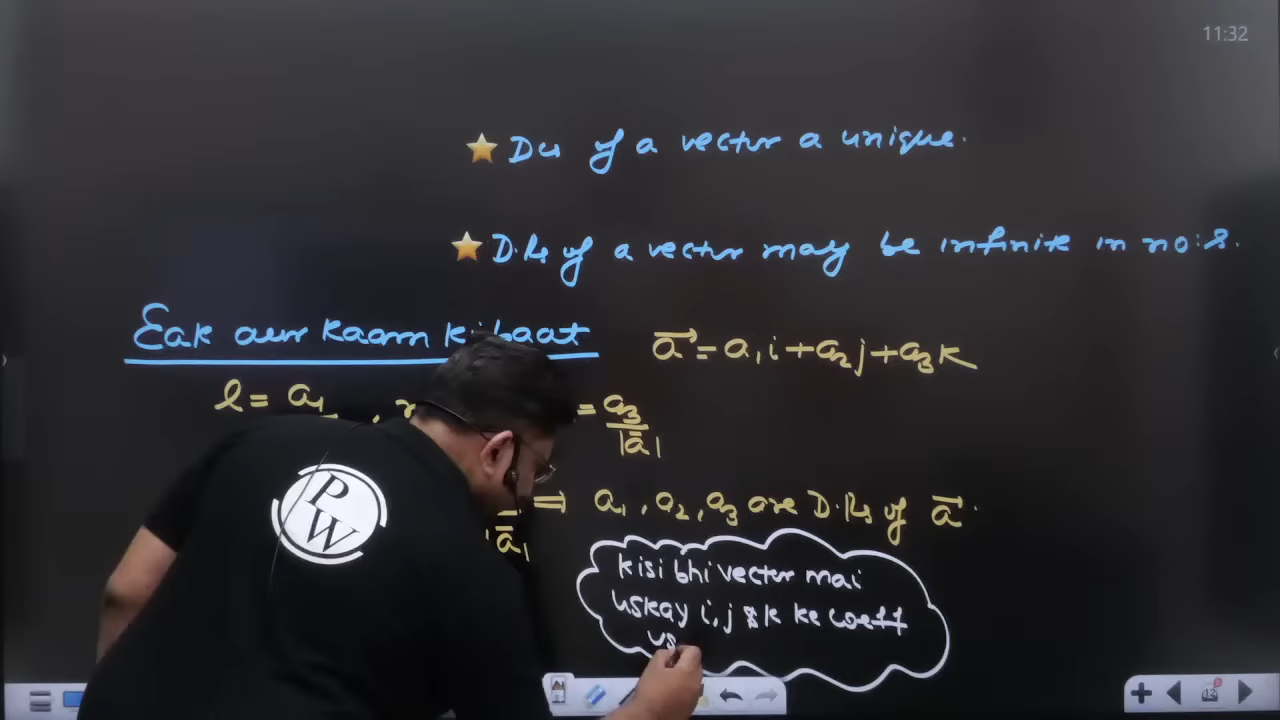 11:32
Dcs of a vector a unique.
D.Rs of a vector may be infinite in no:s.
Eak aur kaam ki baat
a⃗ = a₁i + a₂j + a₃k
l = a₁ , = a₃/|a̅|
|a̅| ⇒ a₁, a₂, a₃ are D.Rs of a⃗.
kisi bhi vector mai
uskay i, j & k ke coeff
us
PW
12